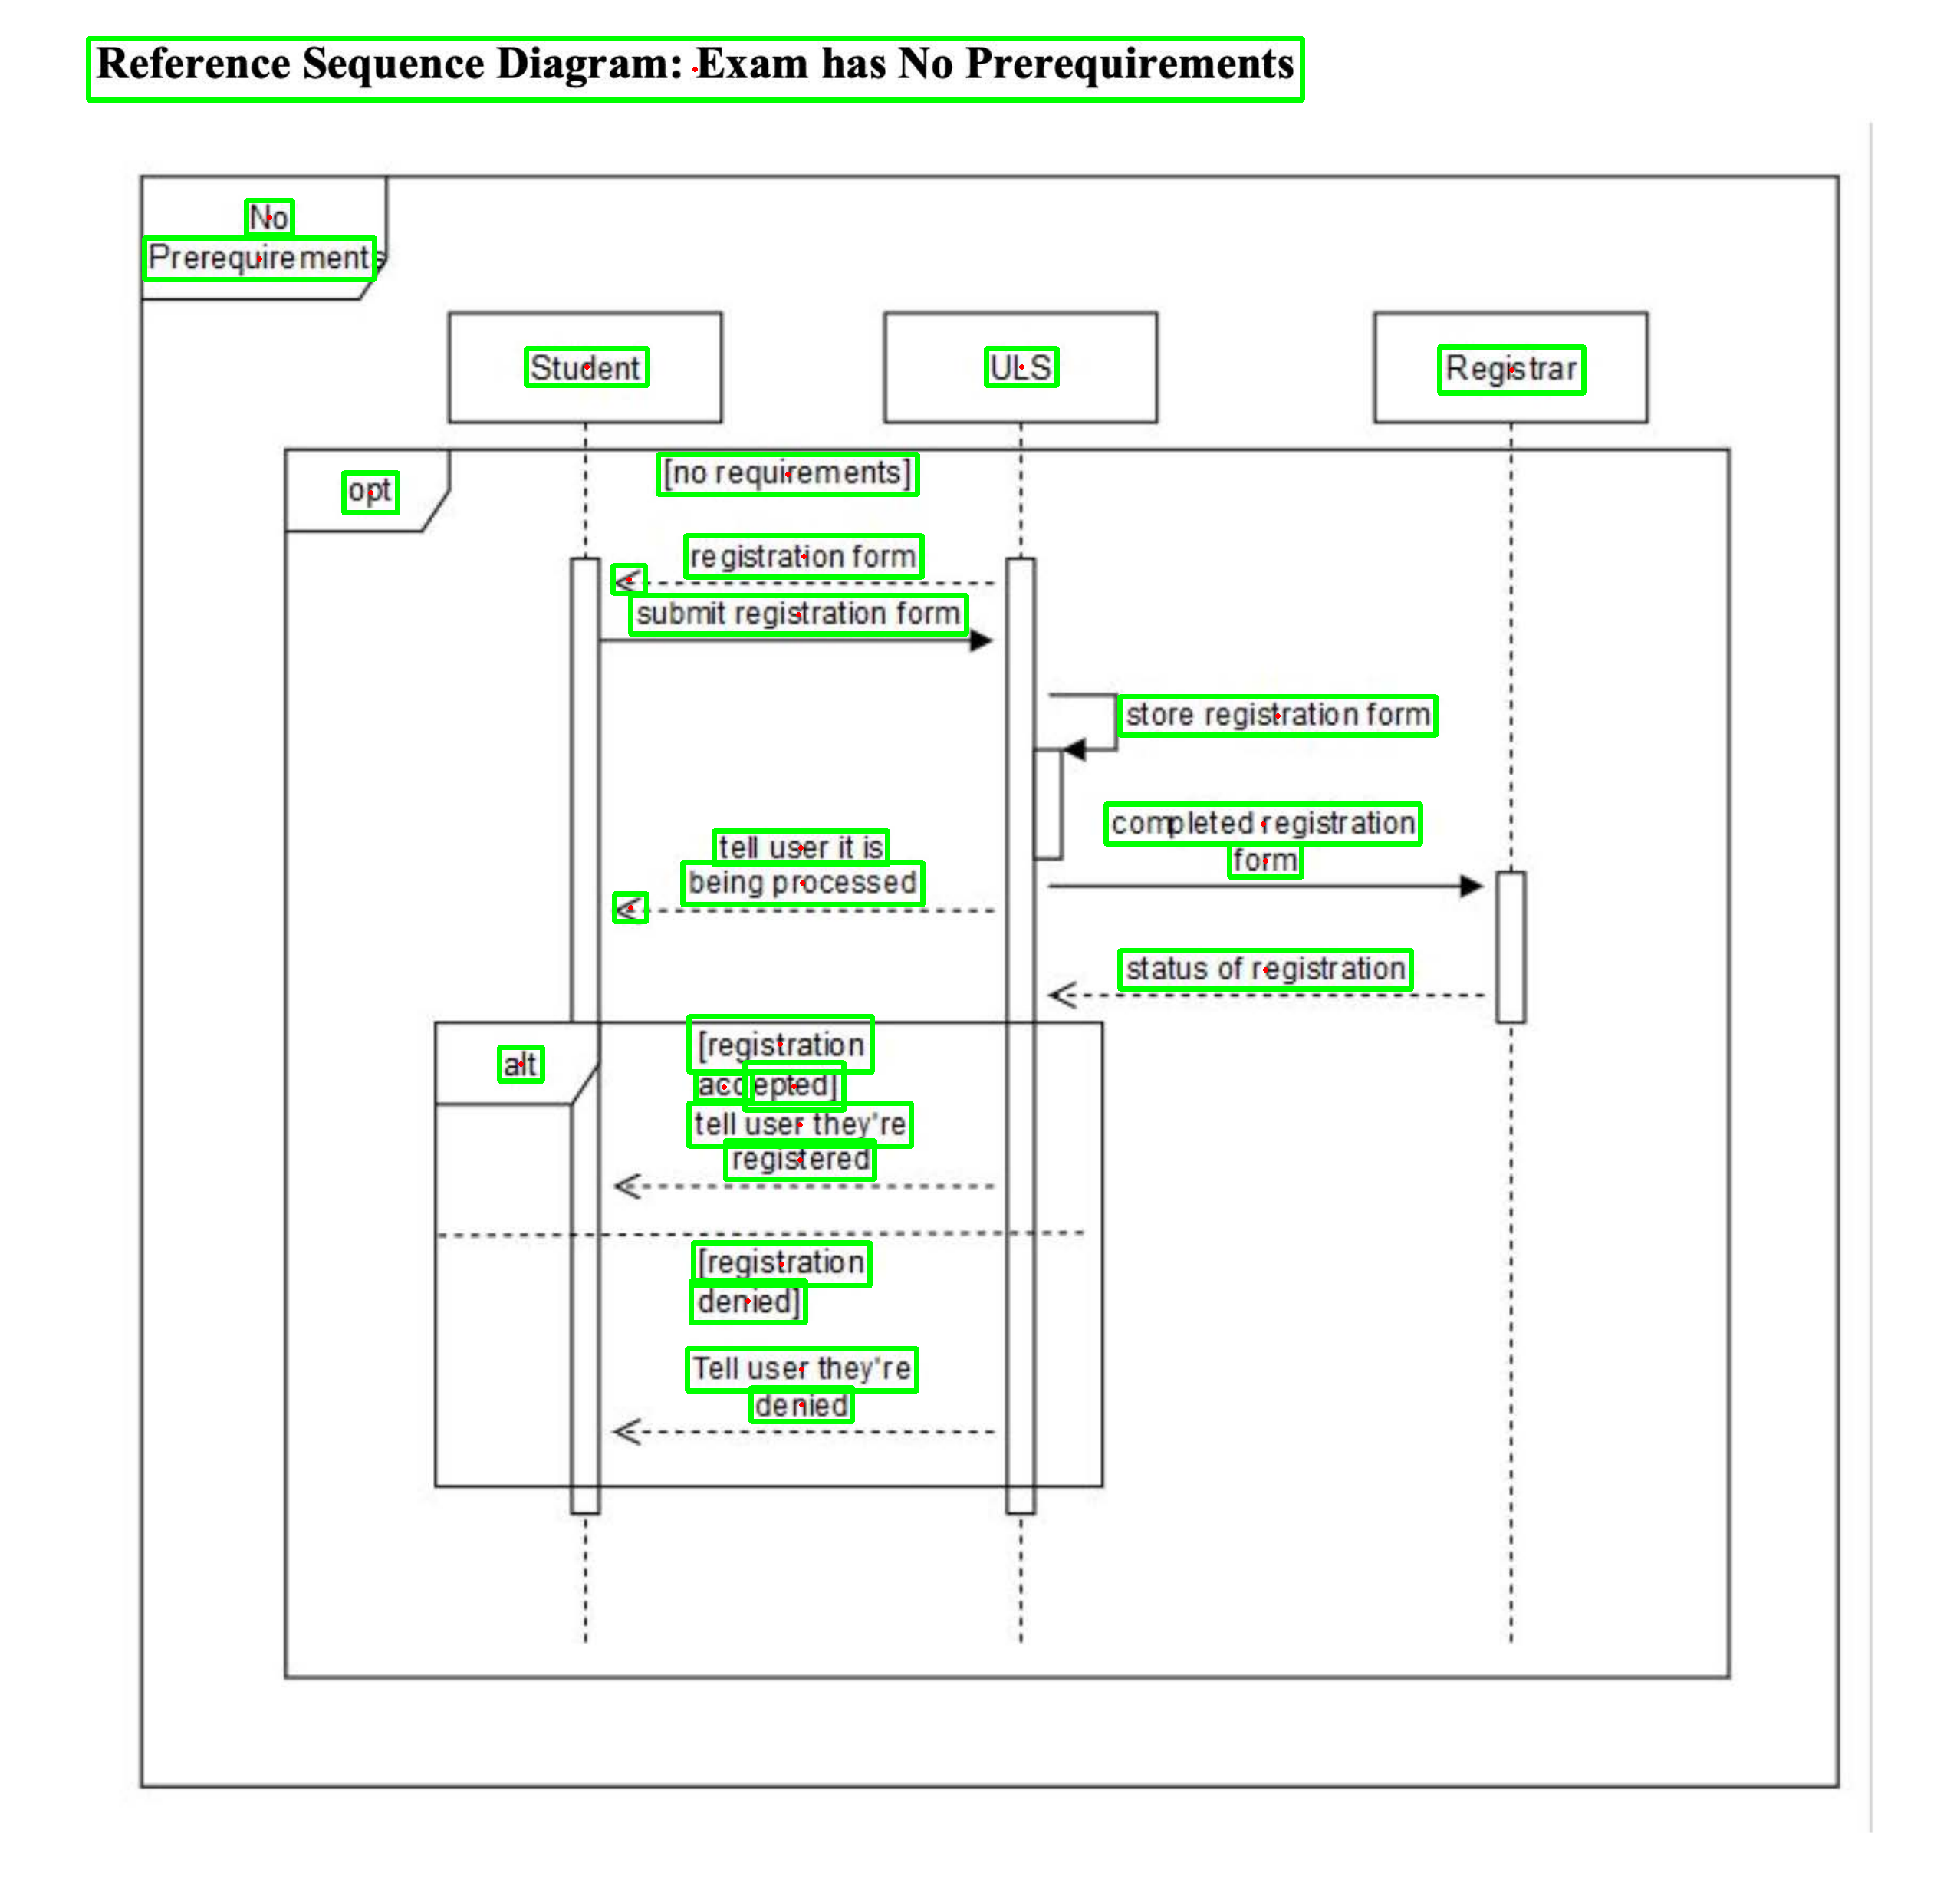 Reference Sequence Diagram: Exam has No Prerequirements
No
Prerequirements
Student
ULS
Registrar
opt
[no requirements]
registration form
submit registration form
store registration form
completed registration
form
tell user it is
being processed
status of registration
alt
[registration
accepted]
tell user they're
registered
[registration
denied]
Tell user they're
denied